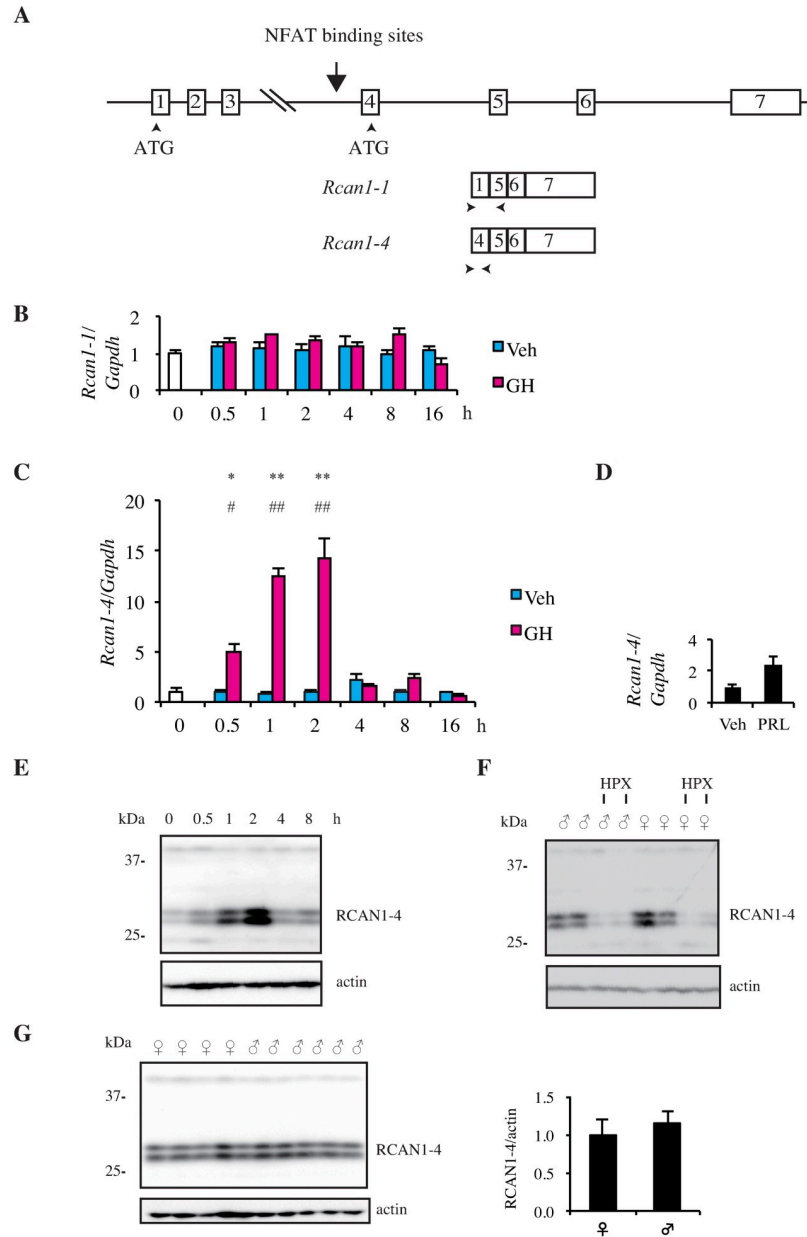 A
NFAT binding sites
1 2 3 4 5 6 7
ATG ATG
Rcan1-1 1 5 6 7
Rcan1-4 4 5 6 7
B
Rcan1-1/
Gapdh
2
1
0
0 0.5 1 2 4 8 16 h
Veh
GH
C
* ** **
# ## ##
Rcan1-4/Gapdh
20
15
10
5
0
0 0.5 1 2 4 8 16 h
Veh
GH
D
Rcan1-4/
Gapdh
4
2
0
Veh PRL
E
kDa 0 0.5 1 2 4 8 h
37-
25-
RCAN1-4
actin
F
HPX HPX
kDa ♂ ♂ ♂ ♂ ♀ ♀ ♀ ♀
37-
25-
RCAN1-4
actin
G
kDa ♀ ♀ ♀ ♀ ♂ ♂ ♂ ♂ ♂ ♂
37-
25-
RCAN1-4
actin
RCAN1-4/actin
1.5
1.0
0.5
0.0
♀ ♂